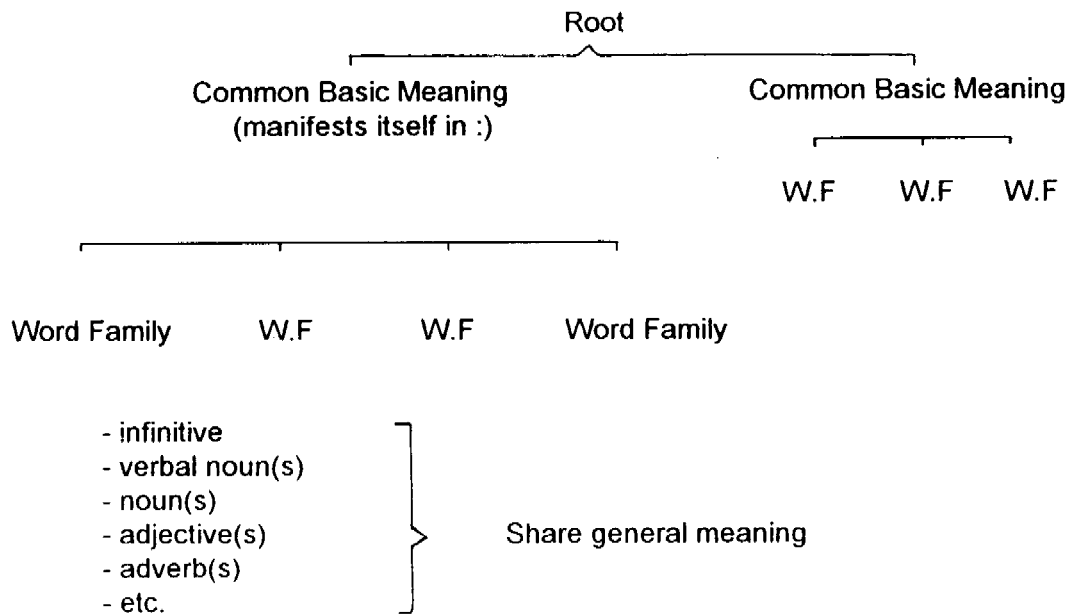 Root
Common Basic Meaning
(manifests itself in :)
Common Basic Meaning
W.F W.F W.F
Word Family W.F W.F Word Family
- infinitive
- verbal noun(s)
- noun(s)
- adjective(s)
- adverb(s)
- etc.
Share general meaning